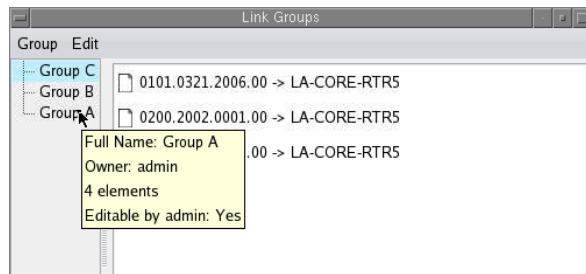 Link Groups
Group Edit
Group C
Group B
Group A
0101.0321.2006.00 -> LA-CORE-RTR5
0200.2002.0001.00 -> LA-CORE-RTR5
.00 -> LA-CORE-RTR5
Full Name: Group A
Owner: admin
4 elements
Editable by admin: Yes